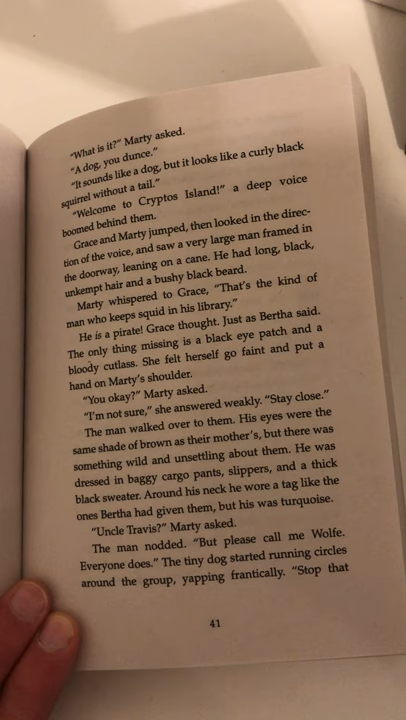 "What is it?" Marty asked.
"A dog, you dunce."
"It sounds like a dog, but it looks like a curly black
squirrel without a tail."
"Welcome to Cryptos Island!" a deep voice
boomed behind them.
Grace and Marty jumped, then looked in the direc-
tion of the voice, and saw a very large man framed in
the doorway, leaning on a cane. He had long, black,
unkempt hair and a bushy black beard.
Marty whispered to Grace, "That's the kind of
man who keeps squid in his library."
He is a pirate! Grace thought. Just as Bertha said.
The only thing missing is a black eye patch and a
bloody cutlass. She felt herself go faint and put a
hand on Marty's shoulder.
"You okay?" Marty asked.
"I'm not sure," she answered weakly. "Stay close."
The man walked over to them. His eyes were the
same shade of brown as their mother's, but there was
something wild and unsettling about them. He was
dressed in baggy cargo pants, slippers, and a thick
black sweater. Around his neck he wore a tag like the
ones Bertha had given them, but his was turquoise.
"Uncle Travis?" Marty asked.
The man nodded. "But please call me Wolfe.
Everyone does." The tiny dog started running circles
around the group, yapping frantically. "Stop that
41